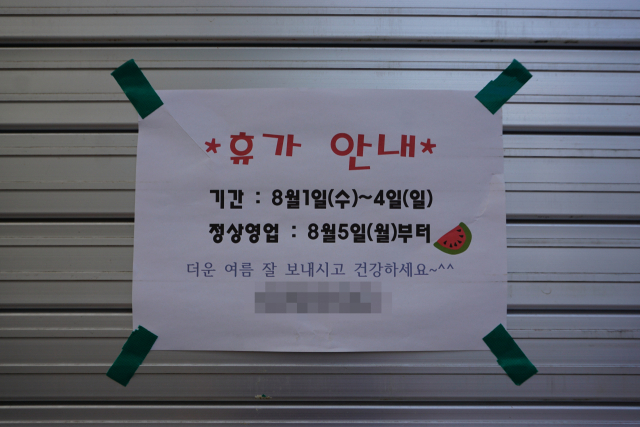 *휴가 안내*
기간 : 8월1일(수)~4일(일)
정상영업 : 8월5일(월)부터
더운 여름 잘 보내시고 건강하세요~^^